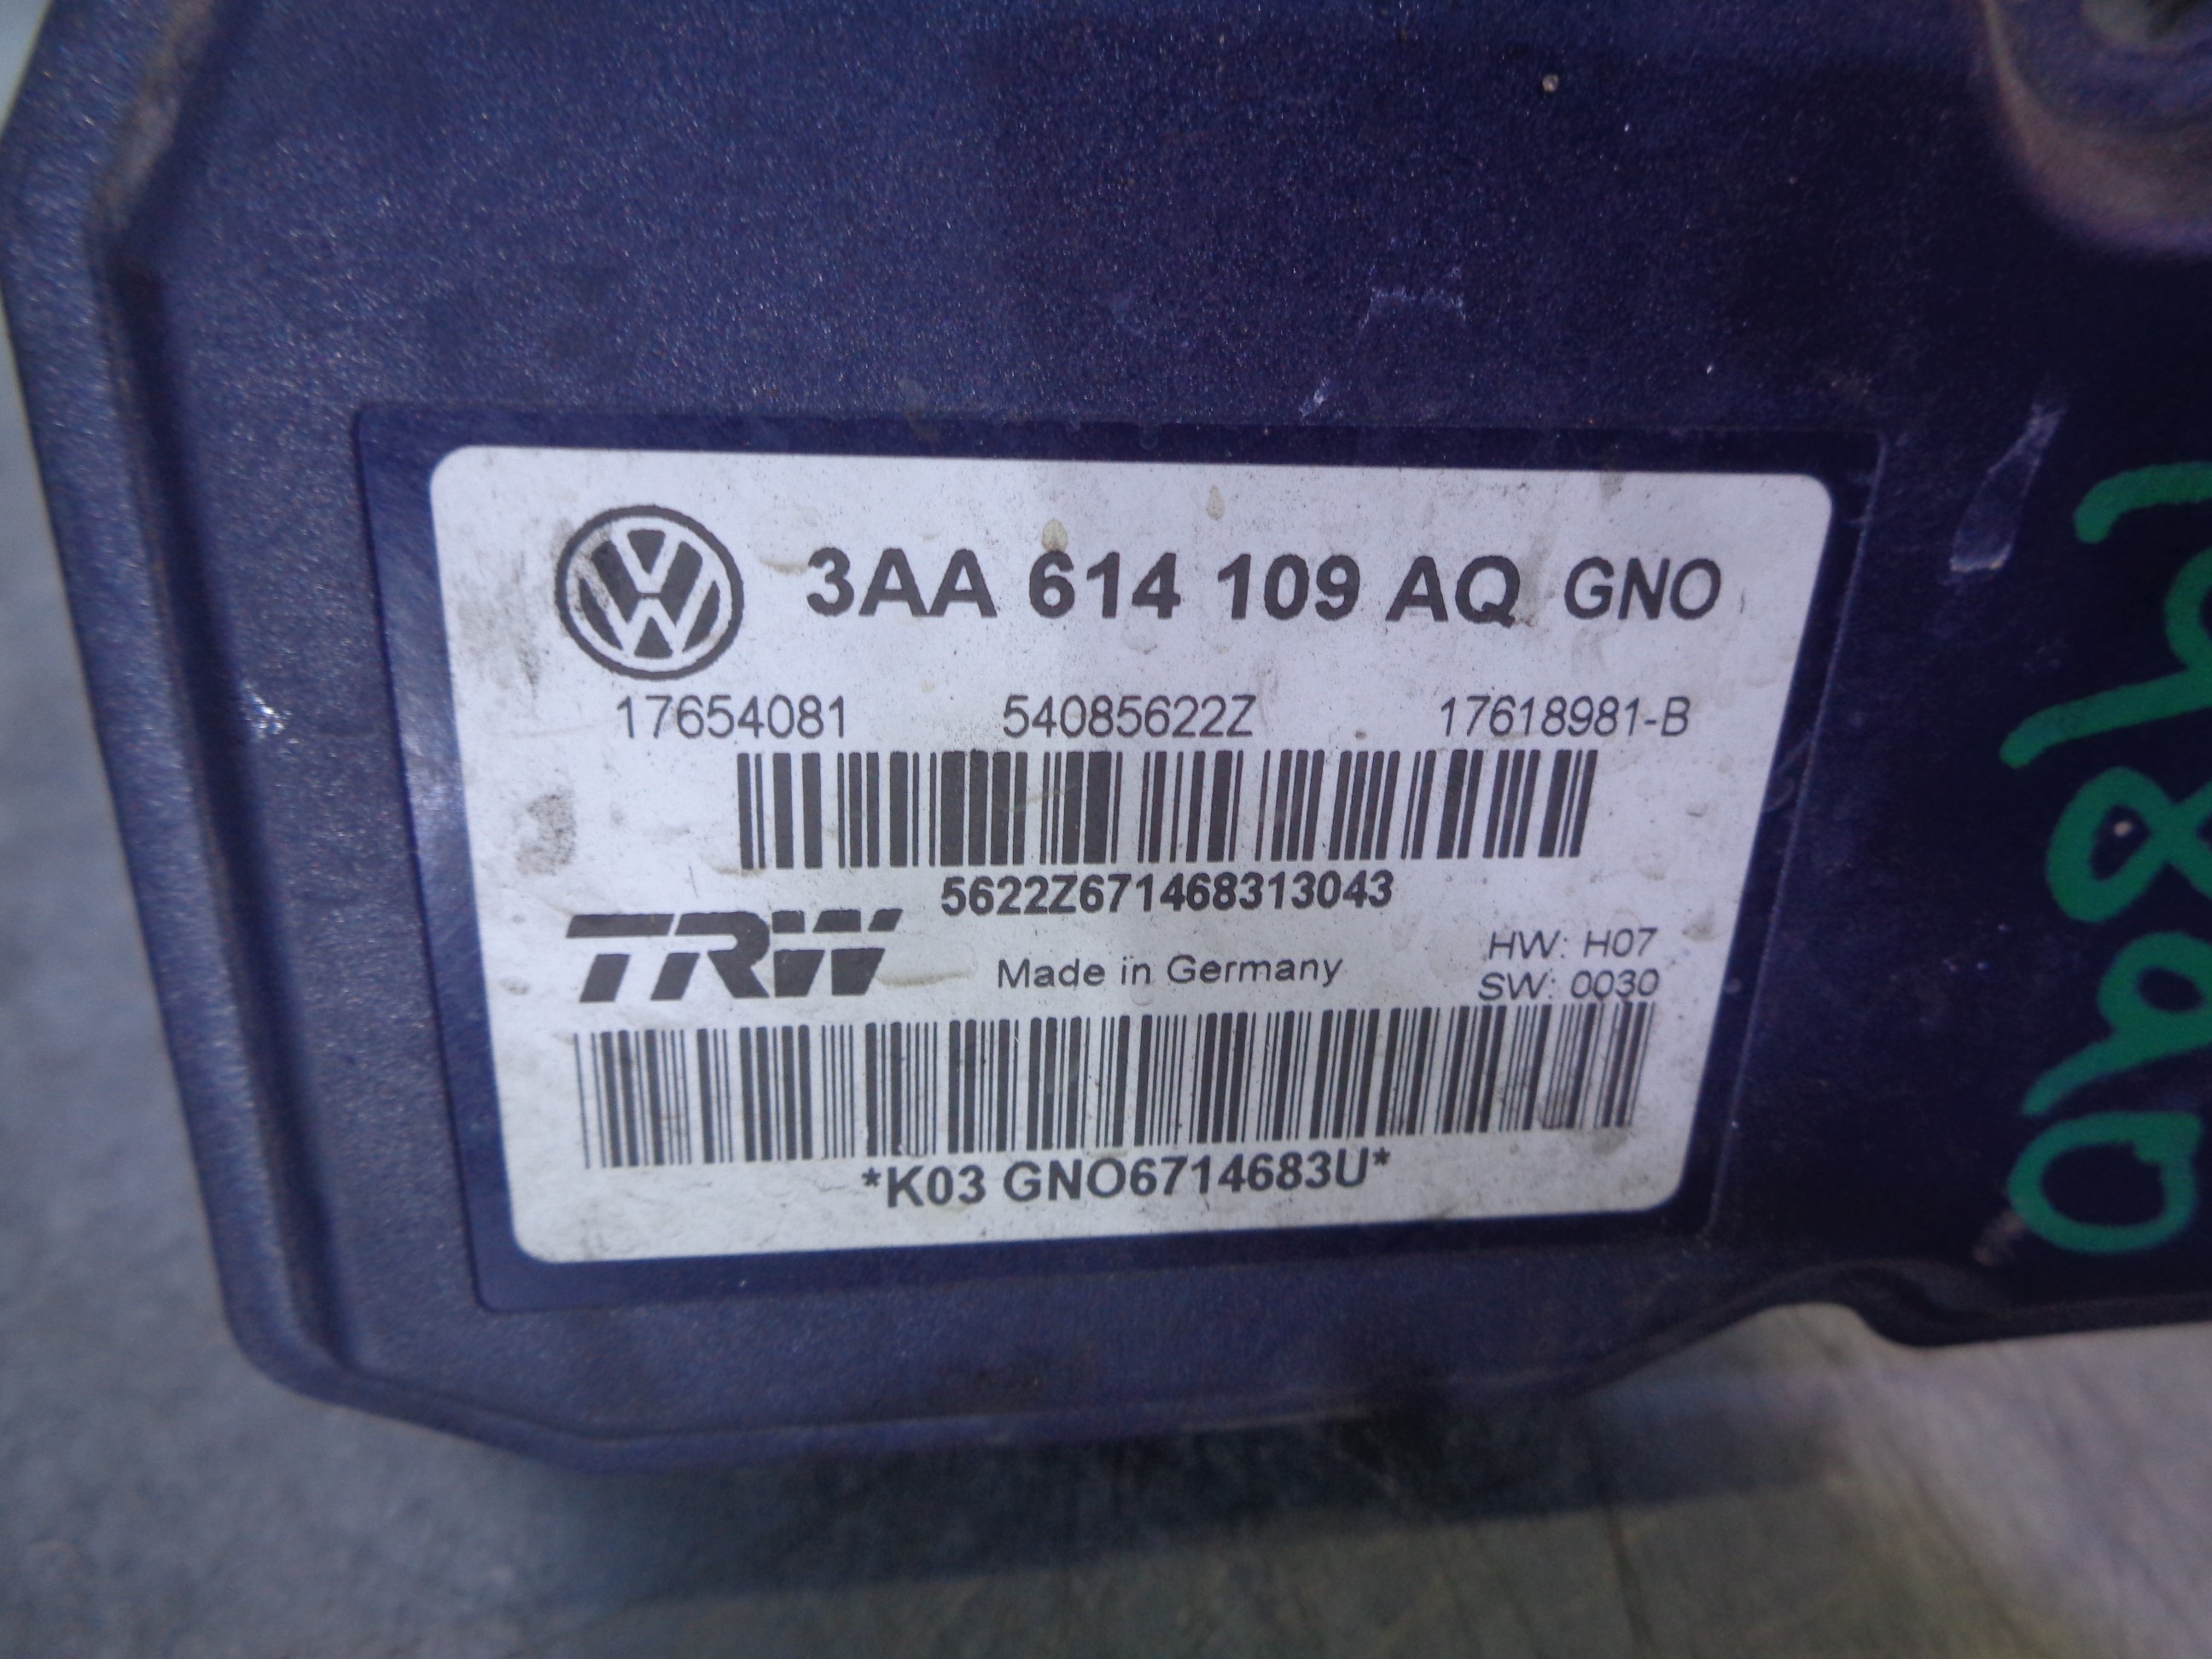 3AA 614 109 AQ GNO
17654081 54085622Z 17618981-B
5622Z671468313043
TRW Made in Germany
HW: H07
SW: 0030
*K03 GNO6714683U*